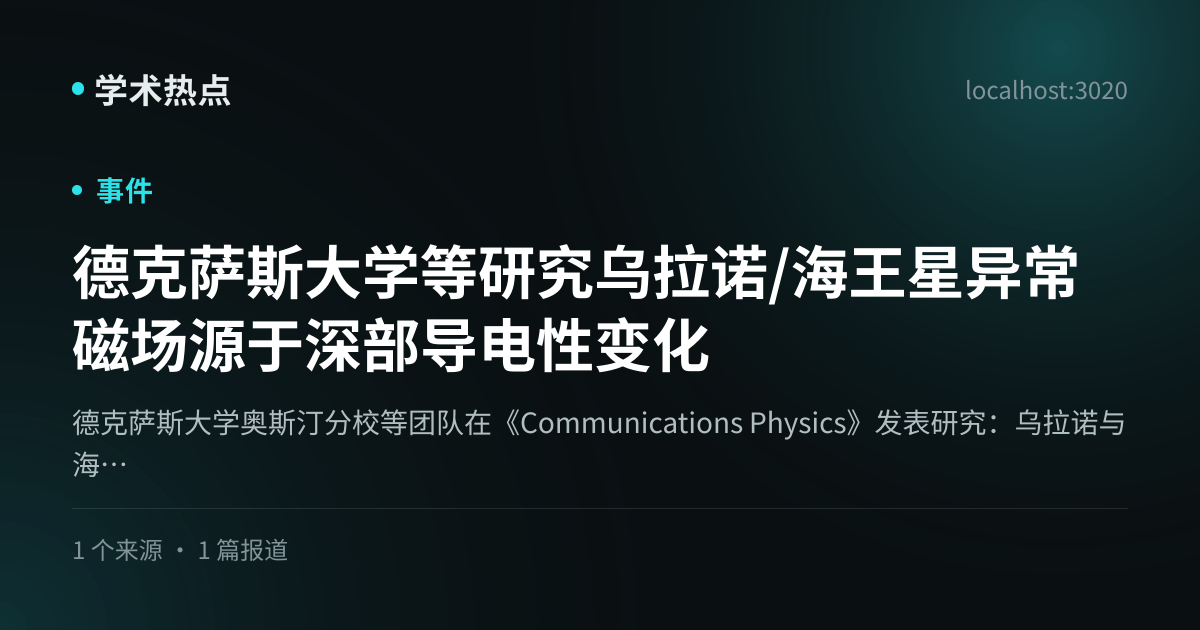 学术热点
localhost:3020
事件
德克萨斯大学等研究乌拉诺/海王星异常
磁场源于深部导电性变化
德克萨斯大学奥斯汀分校等团队在《Communications Physics》发表研究：乌拉诺与
海…
1 个来源 · 1 篇报道